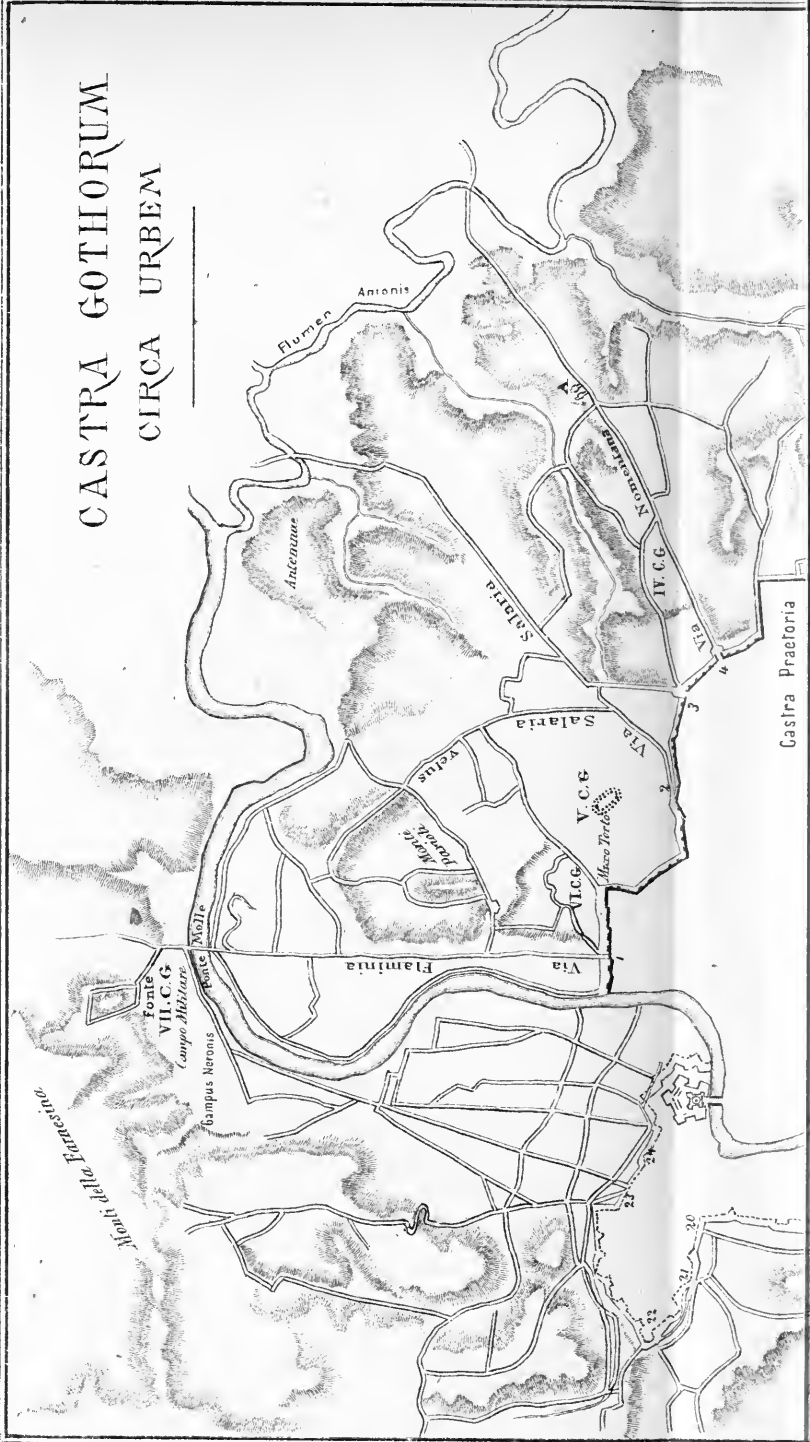 CASTRA GOTHORUM
CIRCA URBEM
Flumen Anionis
Antemnae
Salaria
Via Nomentana
IV. C.G
Via Salaria Vetus
Monte Parioli
V. C. G
Muro Torto
VI. C.G.
Via Flaminia
Ponte Molle
Fonte
VII. C.G
Campo Militare
Campus Neronis
Monti della Farnesina
Castra Praetoria
1
2
3
4
20
21
22
23
24